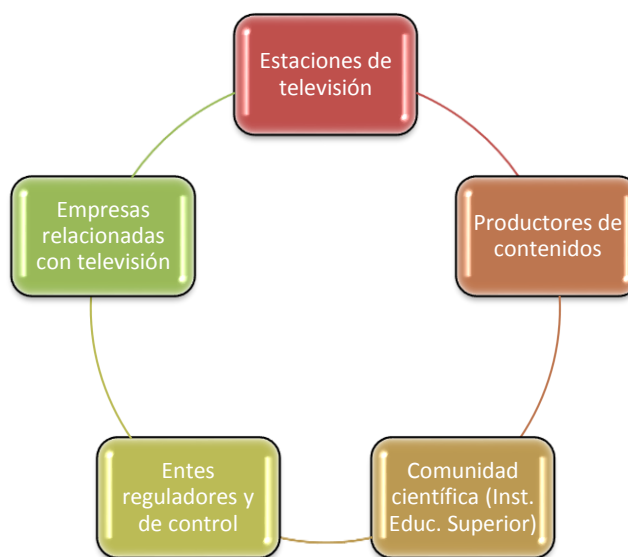 Estaciones de
televisión
Productores de
contenidos
Comunidad
científica (Inst.
Educ. Superior)
Entes
reguladores y
de control
Empresas
relacionadas
con televisión